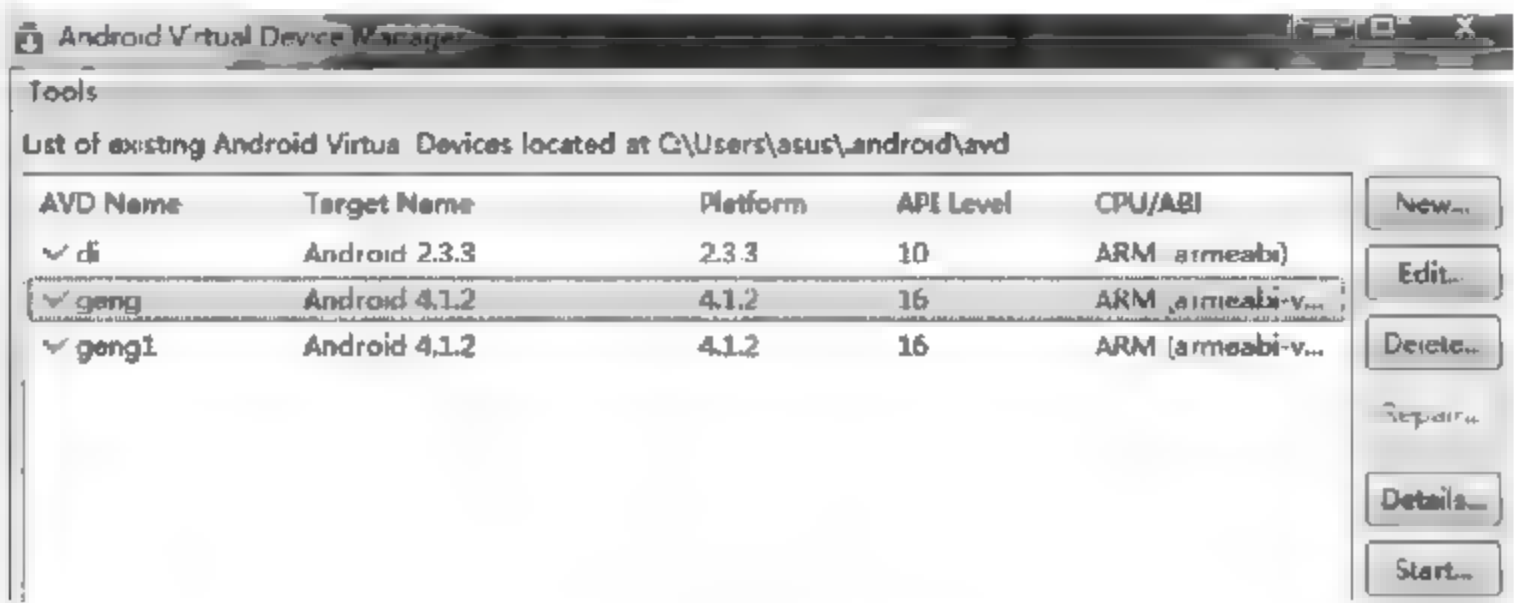 Android Virtual Device Manager
Tools
List of existing Android Virtual Devices located at C:\Users\asus\.android\avd
AVD Name Target Name Platform API Level CPU/ABI New...
di Android 2.3.3 2.3.3 10 ARM (armeabi)
Edit...
geng Android 4.1.2 4.1.2 16 ARM (armeabi-v...
geng1 Android 4.1.2 4.1.2 16 ARM (armeabi-v... Delete...
Repair...
Details...
Start...